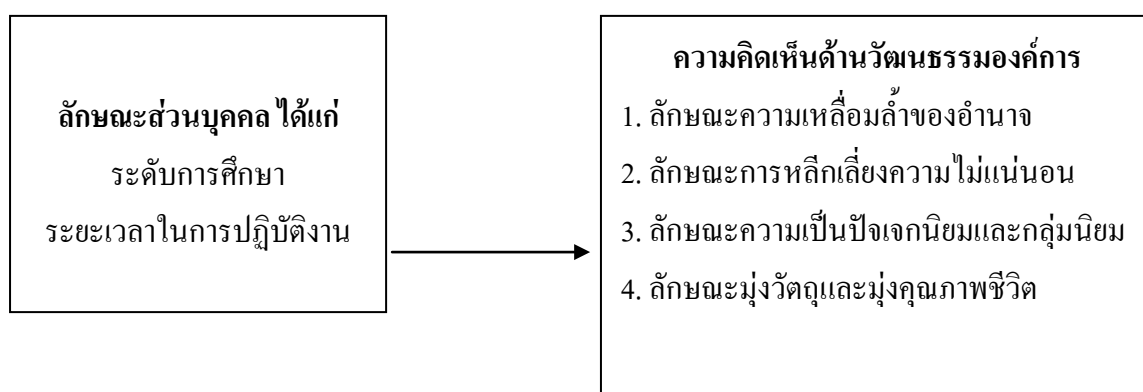 ลักษณะส่วนบุคคล ได้แก่
ระดับการศึกษา
ระยะเวลาในการปฏิบัติงาน
ความคิดเห็นด้านวัฒนธรรมองค์การ
1. ลักษณะความเหลื่อมล้ำของอำนาจ
2. ลักษณะการหลีกเลี่ยงความไม่แน่นอน
3. ลักษณะความเป็นปัจเจกนิยมและกลุ่มนิยม
4. ลักษณะมุ่งวัตถุและมุ่งคุณภาพชีวิต